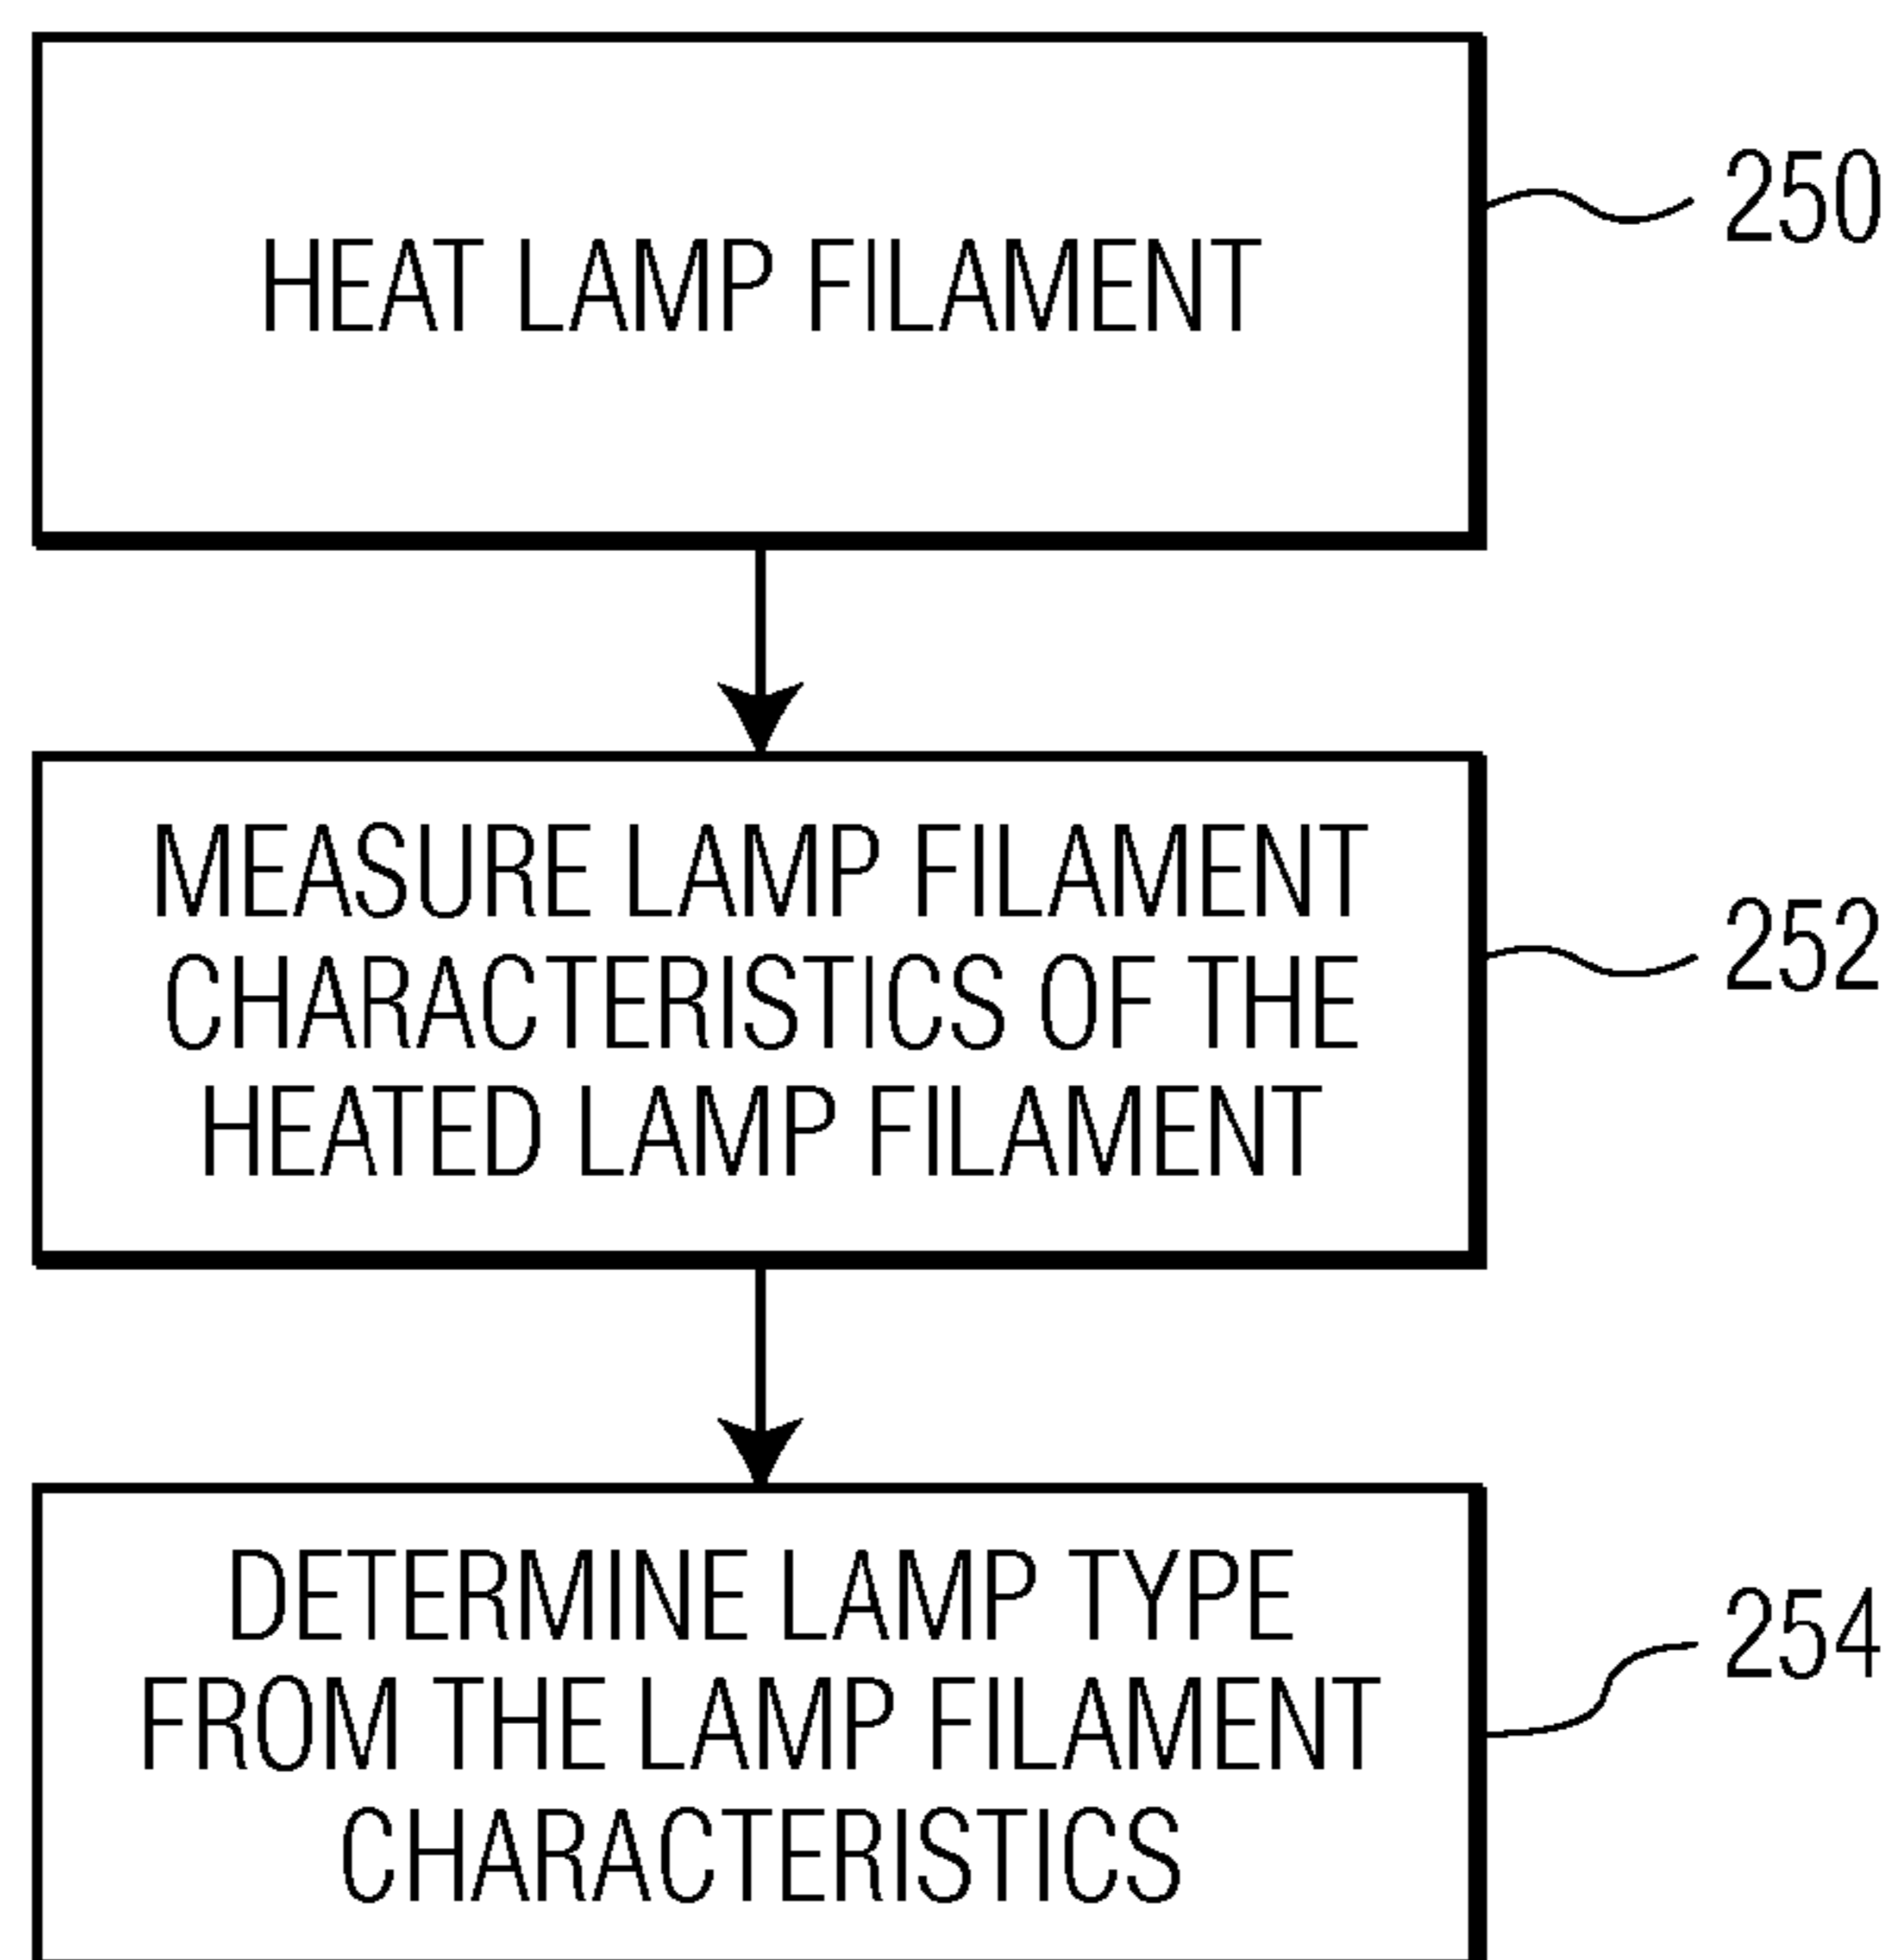 HEAT LAMP FILAMENT
250
MEASURE LAMP FILAMENT
CHARACTERISTICS OF THE
HEATED LAMP FILAMENT
252
DETERMINE LAMP TYPE
FROM THE LAMP FILAMENT
CHARACTERISTICS
254